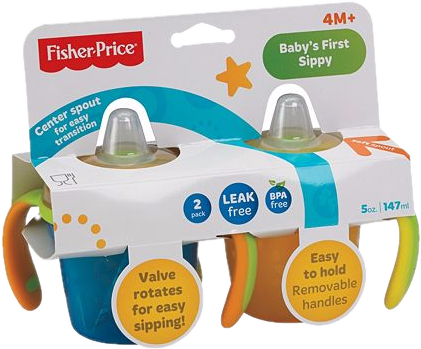 Fisher-Price
4M+
Baby's First
Sippy
Center spout
for easy
transition
2
pack
LEAK
free
BPA
free
5oz. | 147ml
Valve
rotates
for easy
sipping!
Easy
to hold
Removable
handles